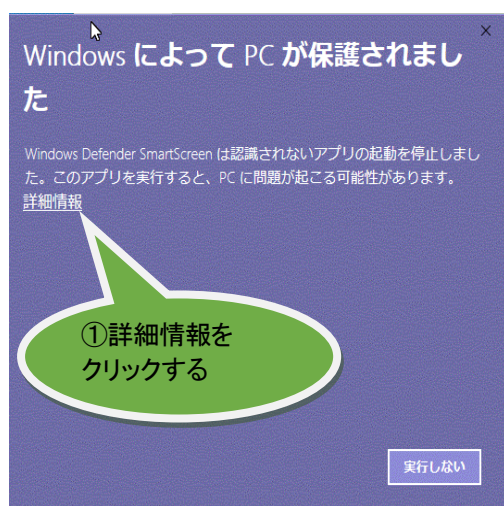 Windows によって PC が保護されまし
た
Windows Defender SmartScreen は認識されないアプリの起動を停止しまし
た。このアプリを実行すると、PC に問題が起こる可能性があります。
詳細情報
①詳細情報を
クリックする
実行しない